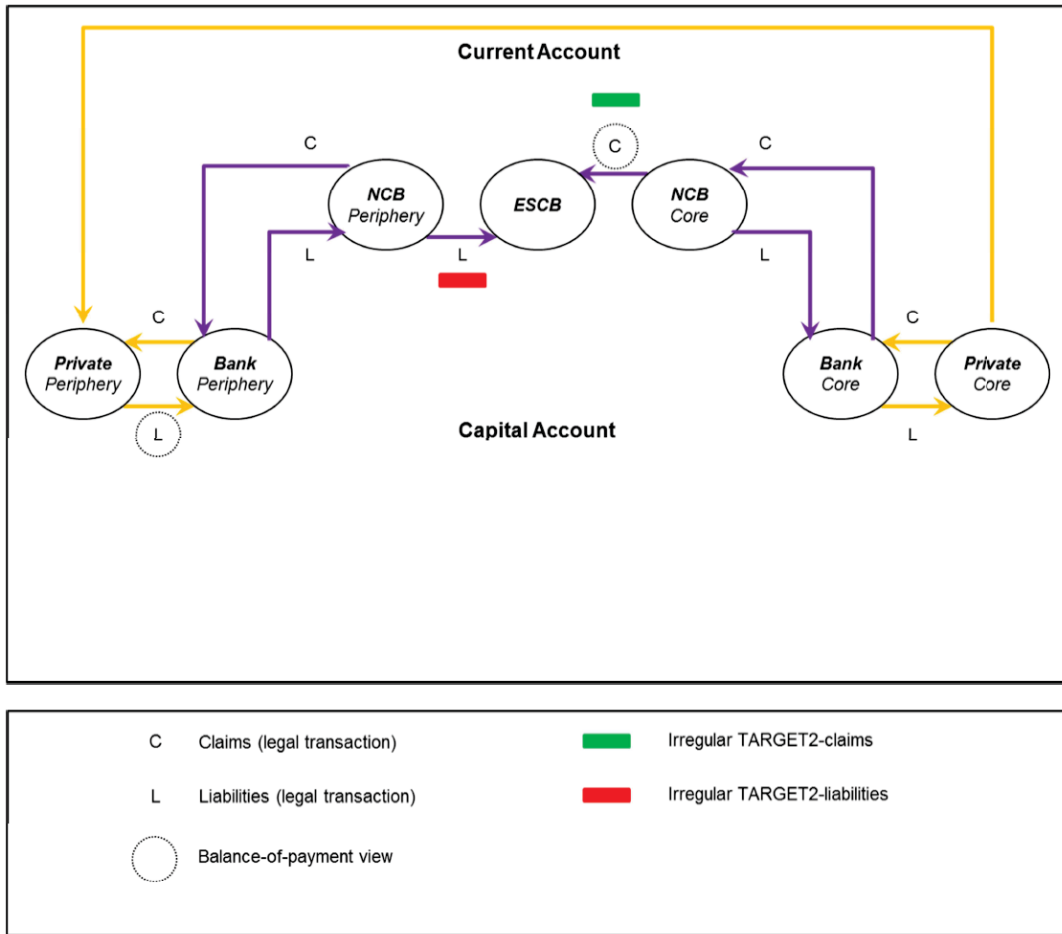 Current Account
C
C
C
NCB
Periphery
ESCB
NCB
Core
L
L
L
C
C
Private
Periphery
Bank
Periphery
Bank
Core
Private
Core
L
Capital Account
L
C Claims (legal transaction)
Irregular TARGET2-claims
L Liabilities (legal transaction)
Irregular TARGET2-liabilities
Balance-of-payment view